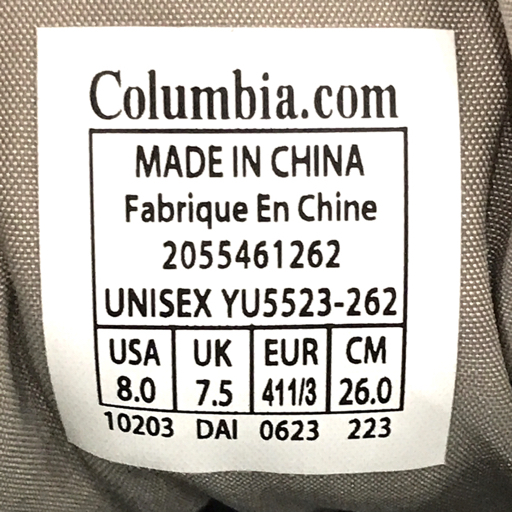 Columbia.com
MADE IN CHINA
Fabrique En Chine
2055461262
UNISEX YU5523-262
USA UK EUR CM
8.0 7.5 411/3 26.0
10203 DAI 0623 223